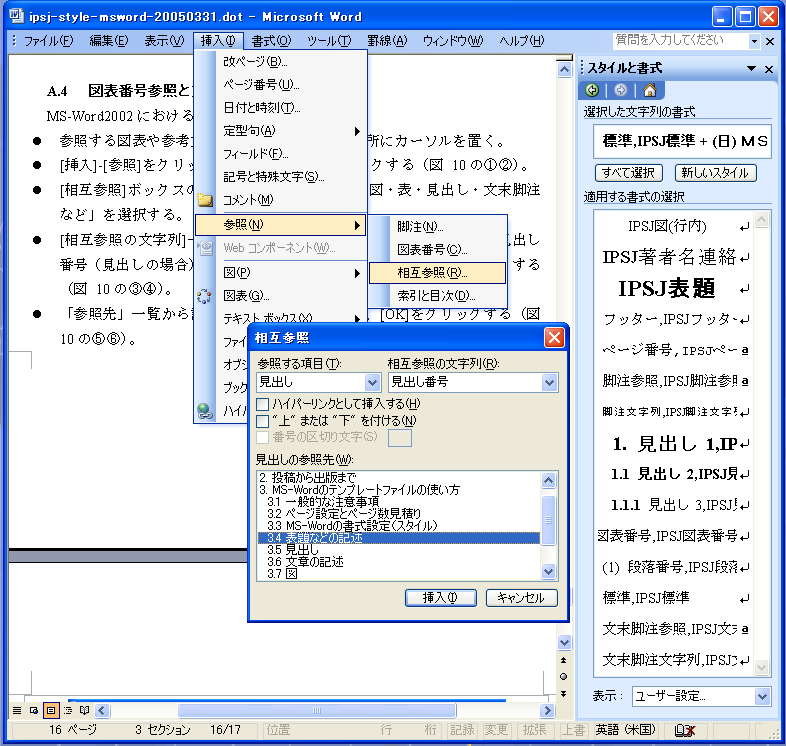 ipsj-style-msword-20050331.dot - Microsoft Word
ファイル(F) 編集(E) 表示(V) 挿入(I) 書式(O) ツール(T) 罫線(A) ウィンドウ(W) ヘルプ(H) 質問を入力してください
A.4 図表番号参照と
MS-Word2002 における
● 参照する図表や参考 所にカーソルを置く。
● [挿入]-[参照]をクリッ クする（図 10の①②）。
● [相互参照]ボックスの 図・表・見出し・文末脚注
など」を選択する。
● [相互参照の文字列]- 見出し
番号（見出しの場合） する
（図 10の③④）。
● 「参照先」一覧から [OK]をクリックする（図
10の⑤⑥）。
改ページ(B)...
ページ番号(U)...
日付と時刻(T)...
定型句(A)
フィールド(F)...
記号と特殊文字(S)...
コメント(M)
参照(N)
Web コンポーネント(W)...
図(P)
図表(G)...
テキスト ボックス(X)
ファイ
オブジ
ブック
ハイ
脚注(N)...
図表番号(C)...
相互参照(R)...
索引と目次(D)...
相互参照
参照する項目(T): 相互参照の文字列(R):
見出し 見出し番号
ハイパーリンクとして挿入する(H)
"上" または "下" を付ける(N)
番号の区切り文字(S)
見出しの参照先(W):
2. 投稿から出版まで
3. MS-Wordのテンプレートファイルの使い方
3.1 一般的な注意事項
3.2 ページ設定とページ数見積り
3.3 MS-Wordの書式設定(スタイル)
3.4 表題などの記述
3.5 見出し
3.6 文章の記述
3.7 図
挿入(I) キャンセル
スタイルと書式
選択した文字列の書式
標準,IPSJ標準 + (日) M S
すべて選択 新しいスタイル
適用する書式の選択
IPSJ図(行内)
IPSJ著者名連絡
IPSJ表題
フッター,IPSJフッター
ページ番号,IPSJペー a
脚注参照,IPSJ脚注参 a
脚注文字列,IPSJ脚注文字
1. 見出し 1,IP
1.1 見出し 2,IPSJ見
1.1.1 見出し 3,IPSJ
図表番号,IPSJ図表番号
(1) 段落番号,IPSJ段落
標準,IPSJ標準
文末脚注参照,IPSJ文 a
文末脚注文字列,IPSJ
表示: ユーザー設定...
16 ページ 3 セクション 16/17 位置 行 桁 記録 変更 拡張 上書 英語 (米国)